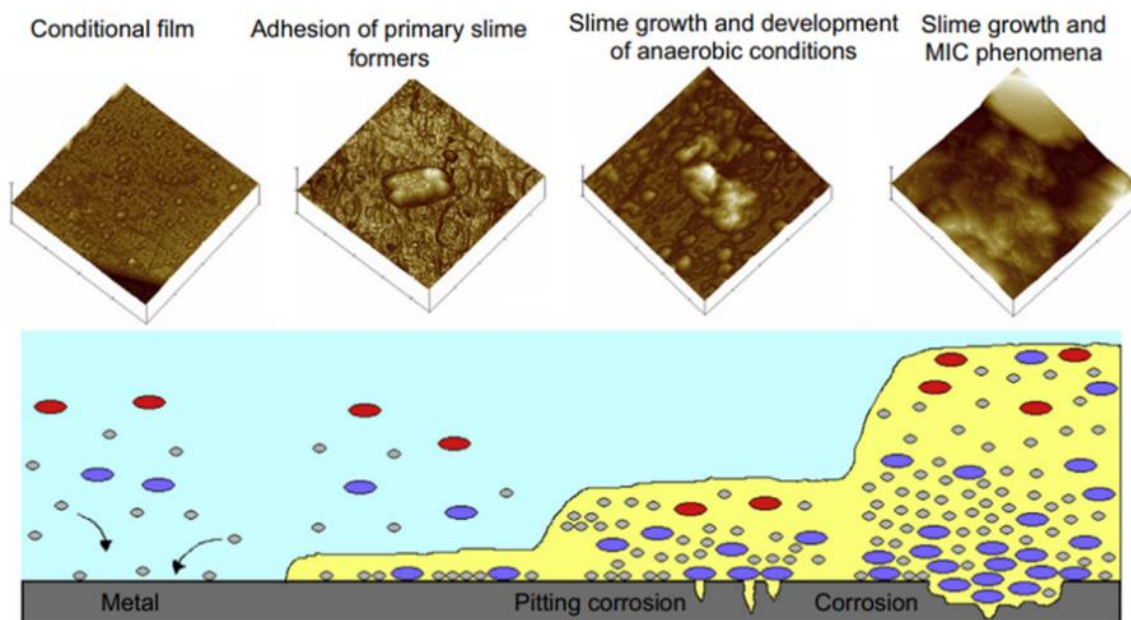 Conditional film
Adhesion of primary slime
formers
Slime growth and development
of anaerobic conditions
Slime growth and
MIC phenomena
Metal
Pitting corrosion
Corrosion